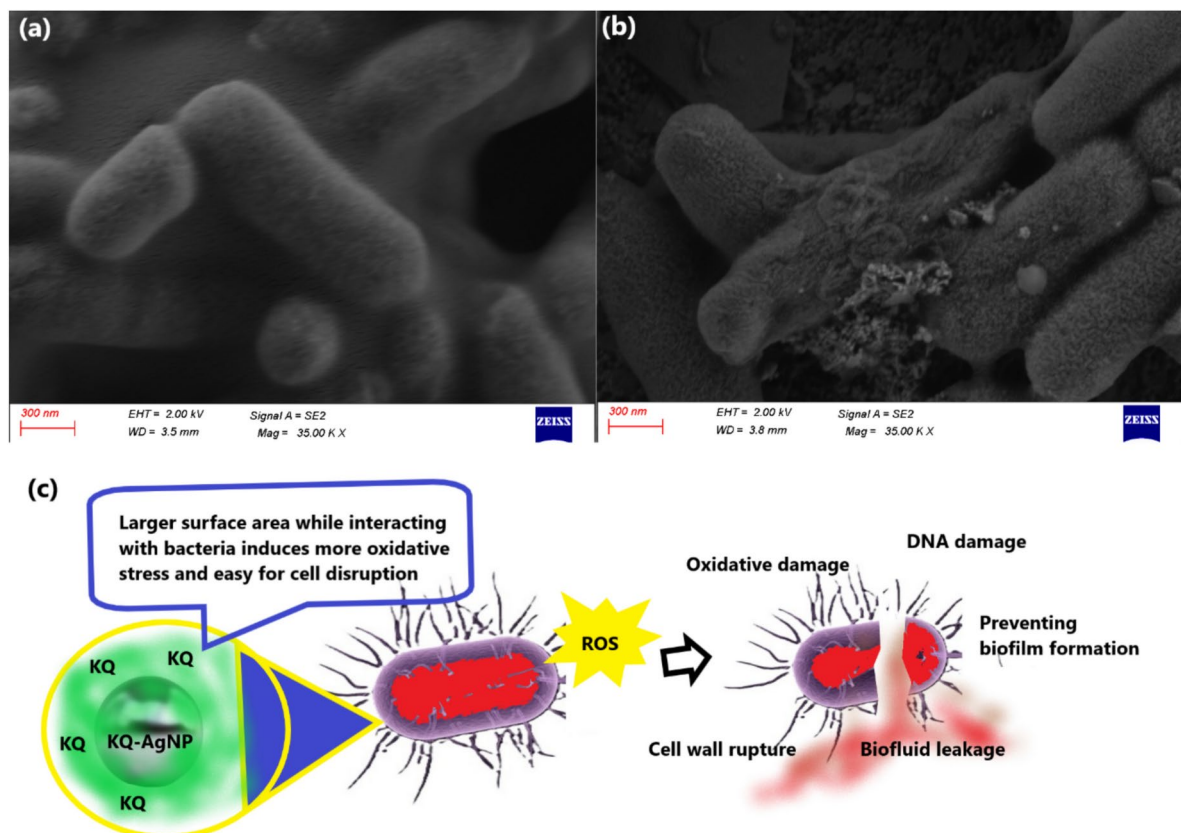 (a)
300 nm
EHT = 2.00 kV
Signal A = SE2
WD = 3.5 mm
Mag = 35.00 K X
ZEISS
(b)
300 nm
EHT = 2.00 kV
Signal A = SE2
WD = 3.8 mm
Mag = 35.00 K X
ZEISS
(c)
Larger surface area while interacting
with bacteria induces more oxidative
stress and easy for cell disruption
KQ
KQ
KQ
KQ-AgNP
KQ
ROS
Oxidative damage
DNA damage
Preventing
biofilm formation
Cell wall rupture
Biofluid leakage